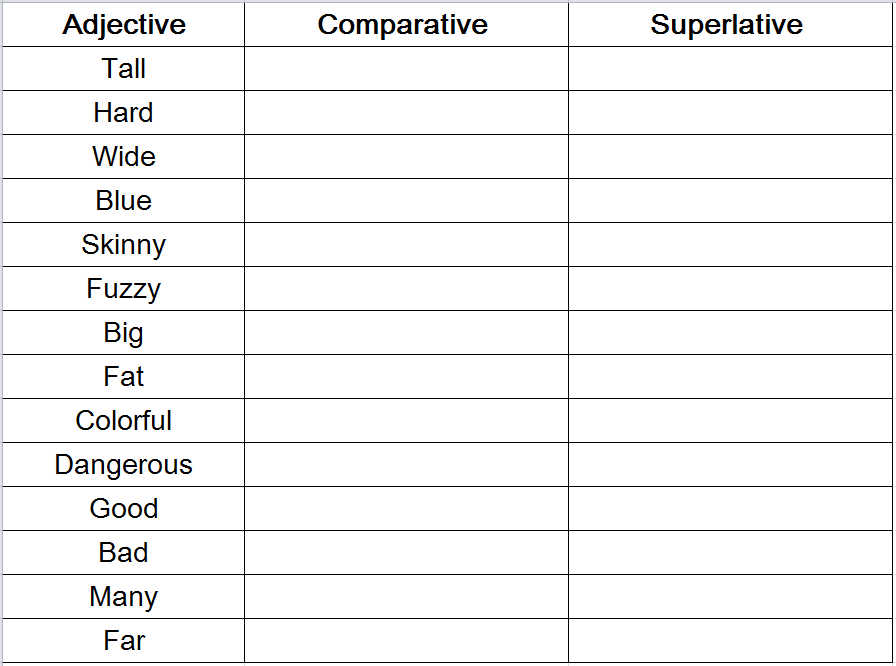 Adjective Comparative Superlative
Tall
Hard
Wide
Blue
Skinny
Fuzzy
Big
Fat
Colorful
Dangerous
Good
Bad
Many
Far